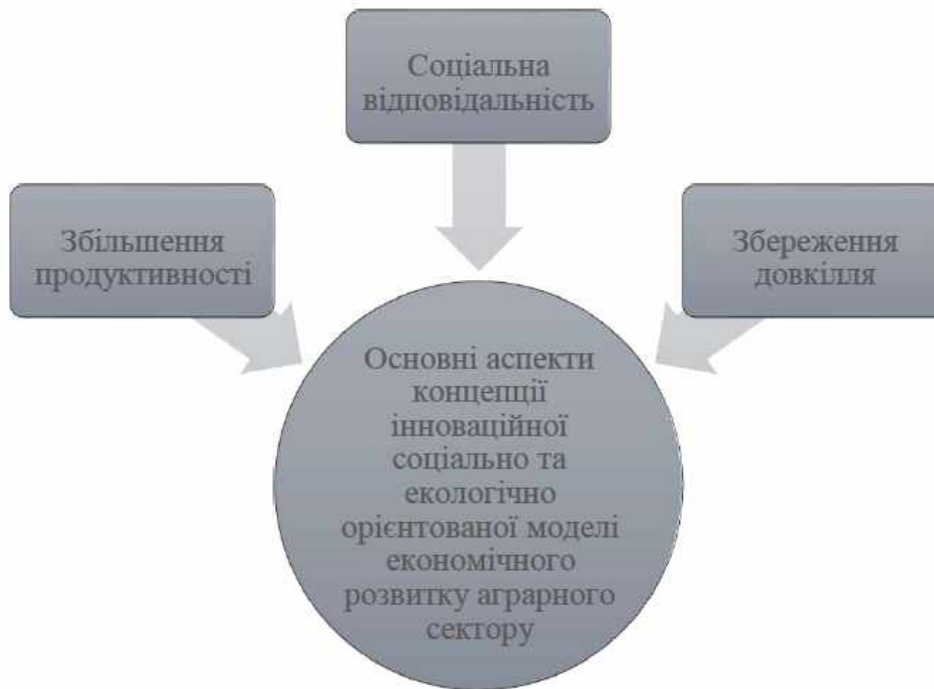 Соціальна
відповідальність
Збільшення
продуктивності
Збереження
довкілля
Основні аспекти
концепції
інноваційної
соціально та
екологічно
орієнтованої моделі
економічного
розвитку аграрного
сектору